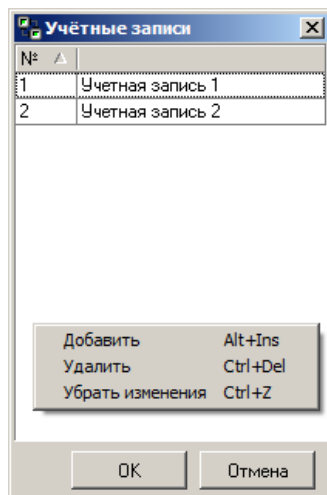 Учётные записи
№
1 Учетная запись 1
2 Учетная запись 2
Добавить Alt+Ins
Удалить Ctrl+Del
Убрать изменения Ctrl+Z
OK Отмена